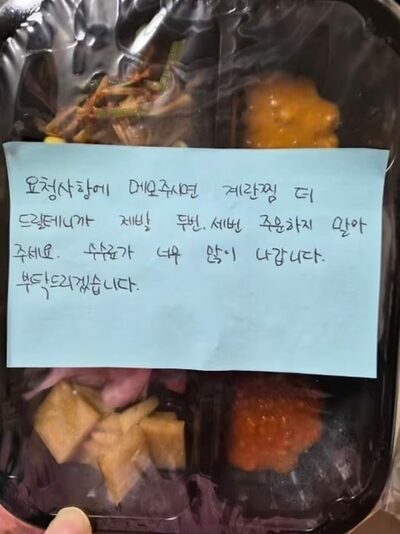 요청사항에 메모주시면 계란찜 더
드릴테니까 제발 두번, 세번 주문하지 말아
주세요. 수수료가 너무 많이 나갑니다.
부탁드리겠습니다.